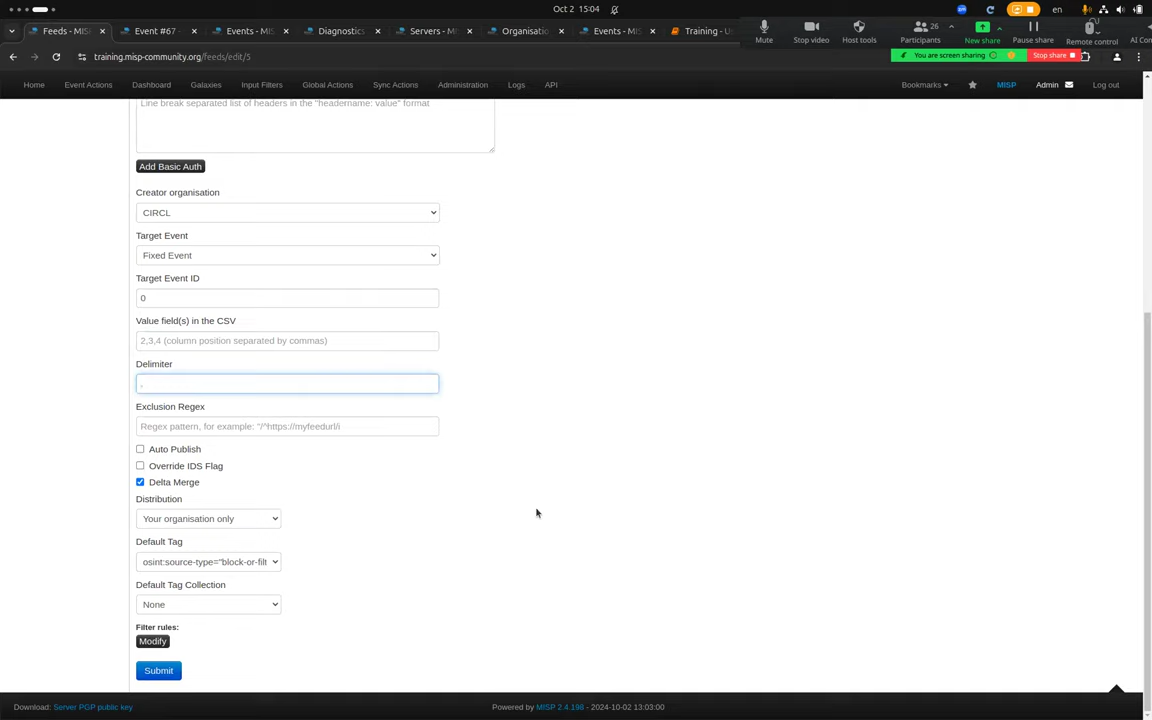 Oct 2 15:04
en
Feeds - MIS
Event #67 -
Events - MIS
Diagnostics
Servers - M
Organisatio
Events - MIS
Training - U
Mute
Stop video
Host tools
26
Participants
New share
Pause share
Remote control
AI Co
training.misp-community.org/feeds/edit/5
You are screen sharing
Stop share
Home
Event Actions
Dashboard
Galaxies
Input Filters
Global Actions
Sync Actions
Administration
Logs
API
Bookmarks
MISP
Admin
Log out
Line break separated list of headers in the "headername: value" format
Add Basic Auth
Creator organisation
CIRCL
Target Event
Fixed Event
Target Event ID
0
Value field(s) in the CSV
2,3,4 (column position separated by commas)
Delimiter
,
Exclusion Regex
Regex pattern, for example: "/^https://myfeedurl/i
Auto Publish
Override IDS Flag
Delta Merge
Distribution
Your organisation only
Default Tag
osint:source-type="block-or-filt
Default Tag Collection
None
Filter rules:
Modify
Submit
Download: Server PGP public key
Powered by MISP 2.4.198 - 2024-10-02 13:03:00